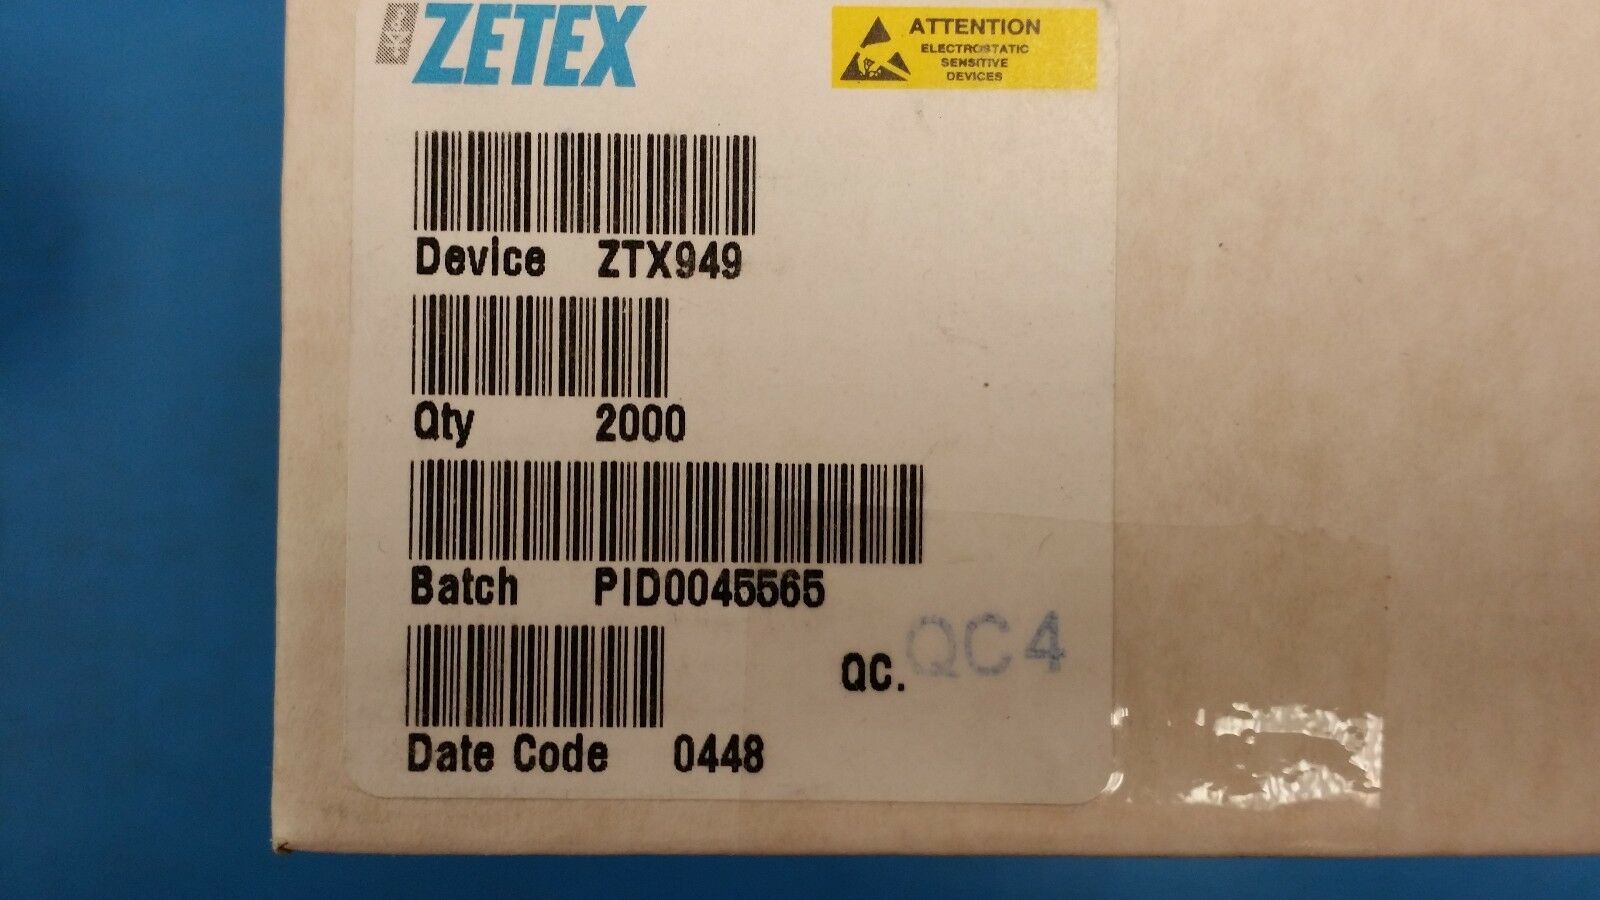 ZETEX
ATTENTION
ELECTROSTATIC
SENSITIVE
DEVICES
Device ZTX949
Qty 2000
Batch PID0045565
QC. QC4
Date Code 0448